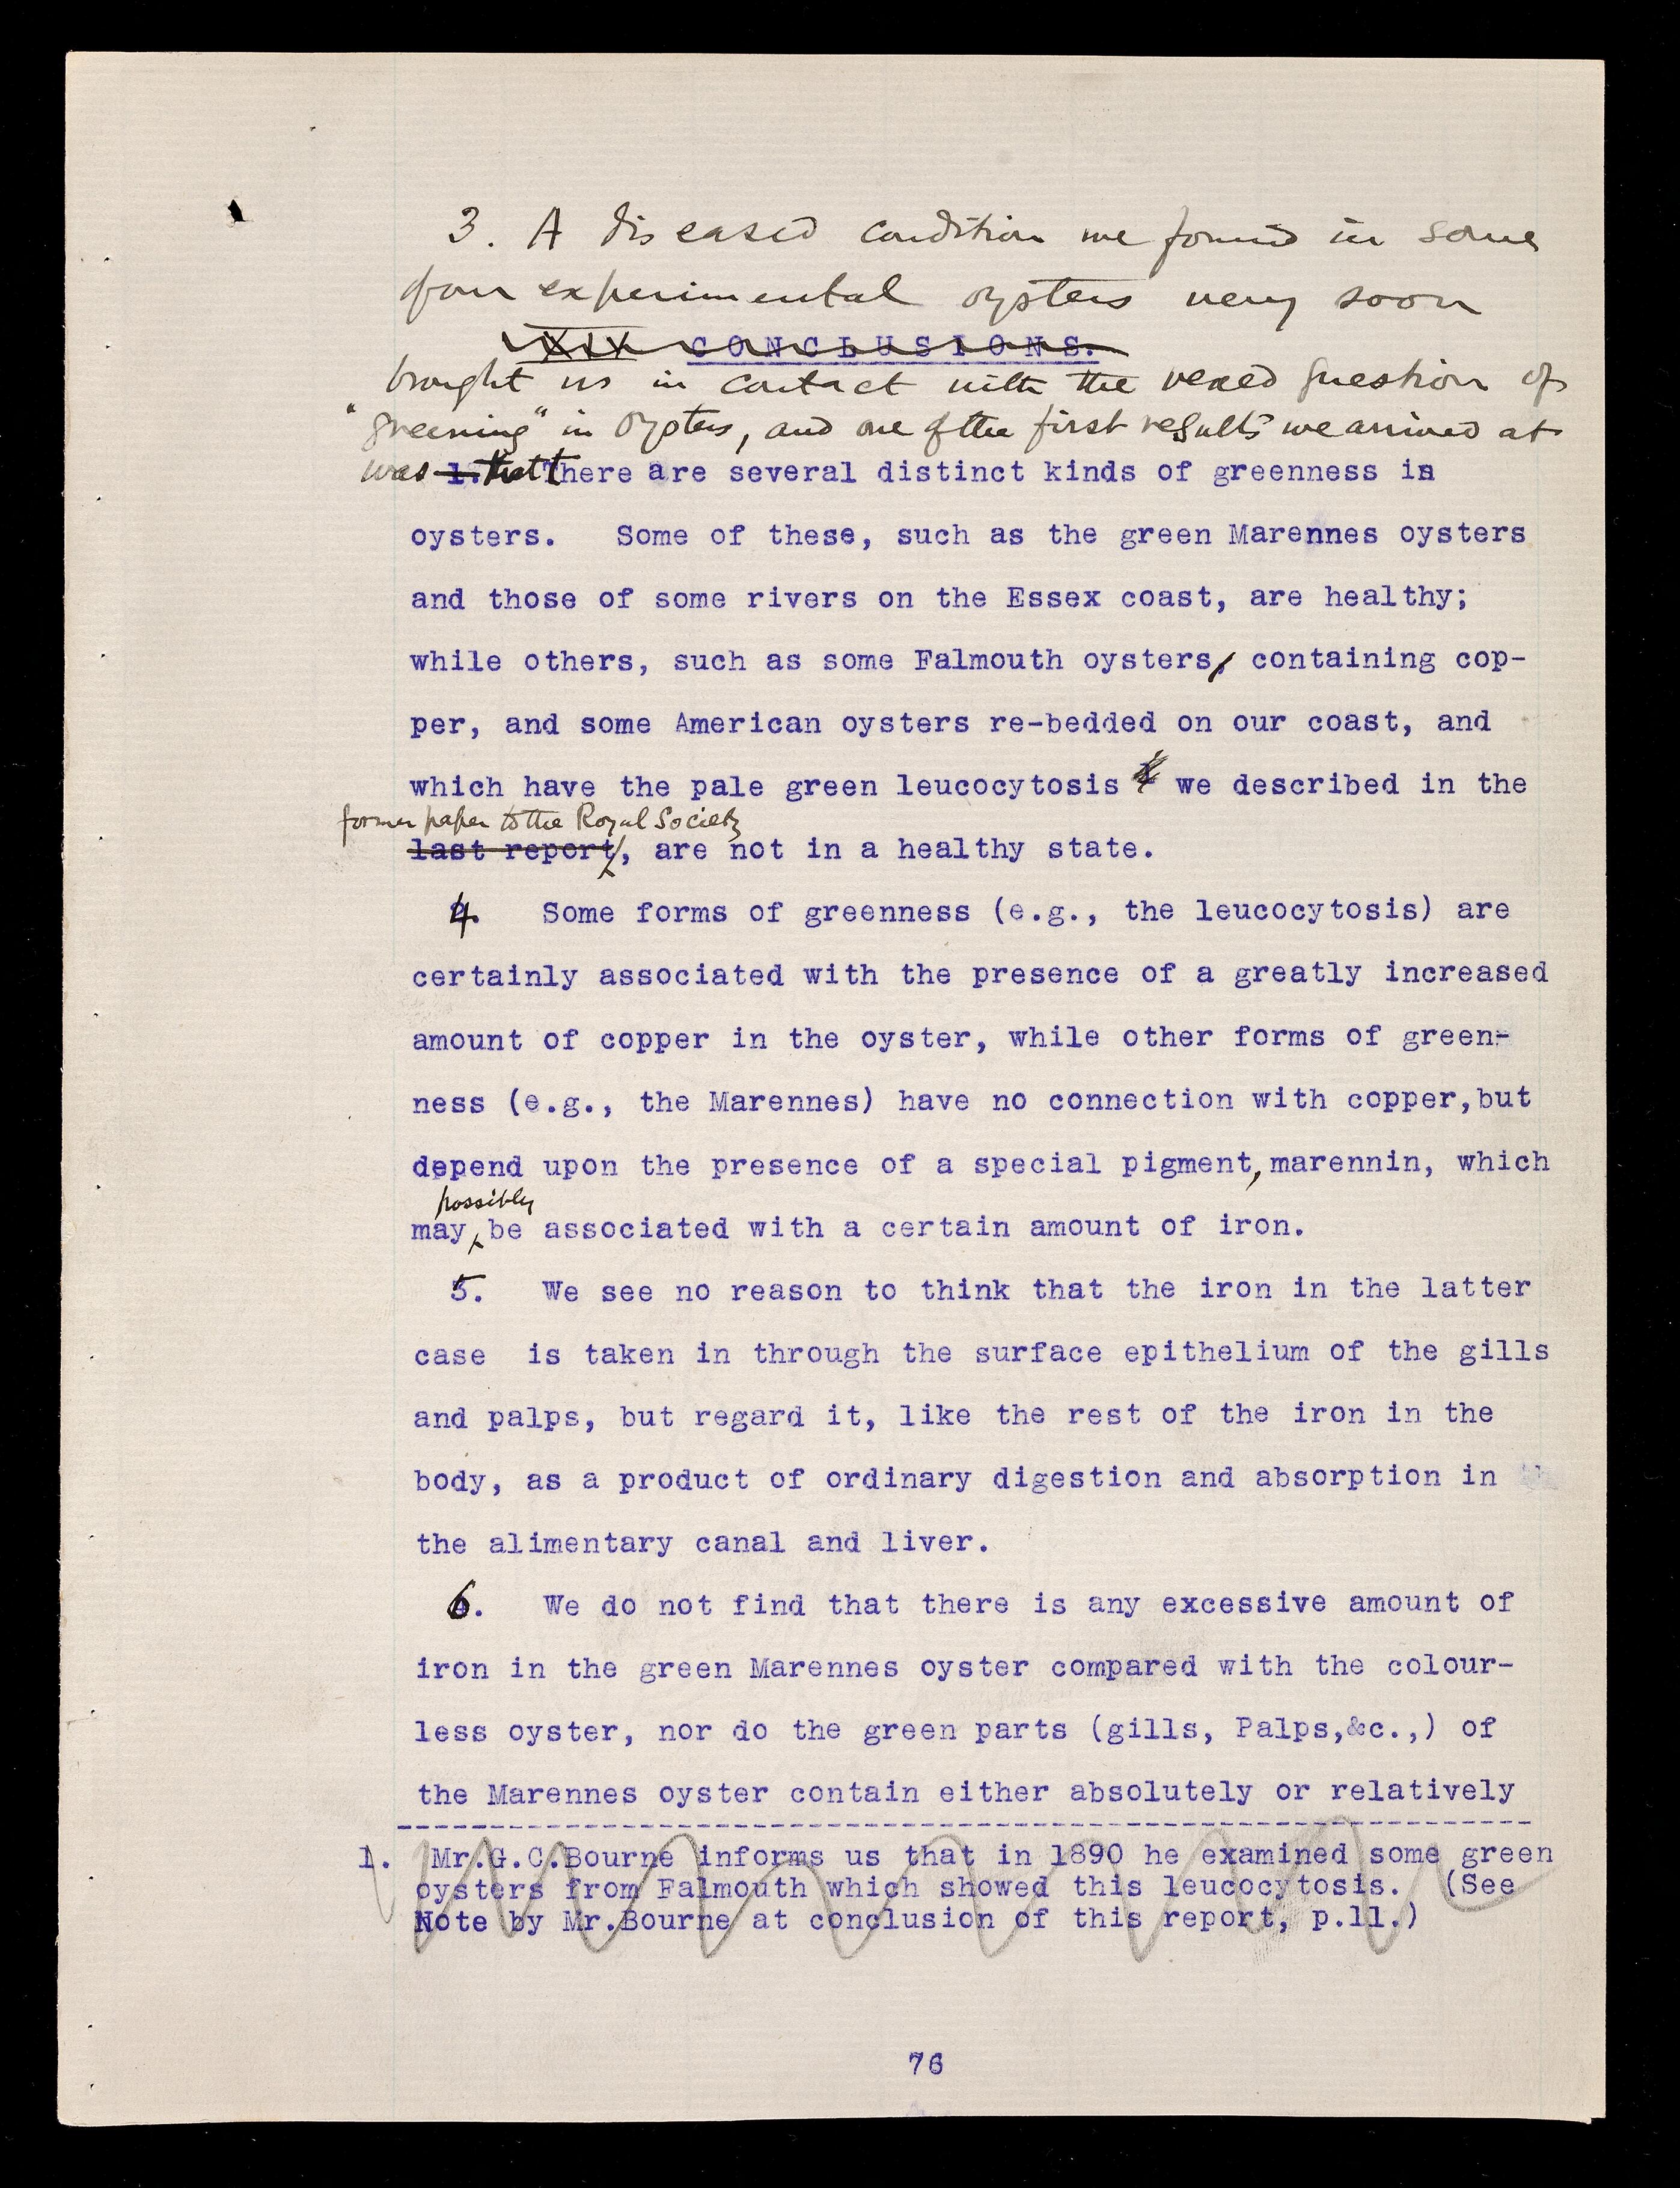 3. A diseased condition we found in some
of our experimental oysters very soon
XIX CONCLUSIONS.
brought us in contact with the vexed question of
"greening" in oysters, and one of the first results we arrived at
was 1. that There are several distinct kinds of greenness in
oysters. Some of these, such as the green Marennes oysters
and those of some rivers on the Essex coast, are healthy;
while others, such as some Falmouth oysters, containing cop-
per, and some American oysters re-bedded on our coast, and
which have the pale green leucocytosis we described in the
former paper to the Royal Society
last report, are not in a healthy state.
4. Some forms of greenness (e.g., the leucocytosis) are
certainly associated with the presence of a greatly increased
amount of copper in the oyster, while other forms of green-
ness (e.g., the Marennes) have no connection with copper,but
depend upon the presence of a special pigment, marennin, which
possibly
may be associated with a certain amount of iron.
5. We see no reason to think that the iron in the latter
case is taken in through the surface epithelium of the gills
and palps, but regard it, like the rest of the iron in the
body, as a product of ordinary digestion and absorption in
the alimentary canal and liver.
6. We do not find that there is any excessive amount of
iron in the green Marennes oyster compared with the colour-
less oyster, nor do the green parts (gills, Palps,&c.,) of
the Marennes oyster contain either absolutely or relatively
1. Mr.G.C.Bourne informs us that in 1890 he examined some green
oysters from Falmouth which showed this leucocytosis. (See
Note by Mr.Bourne at conclusion of this report, p.11.)
76